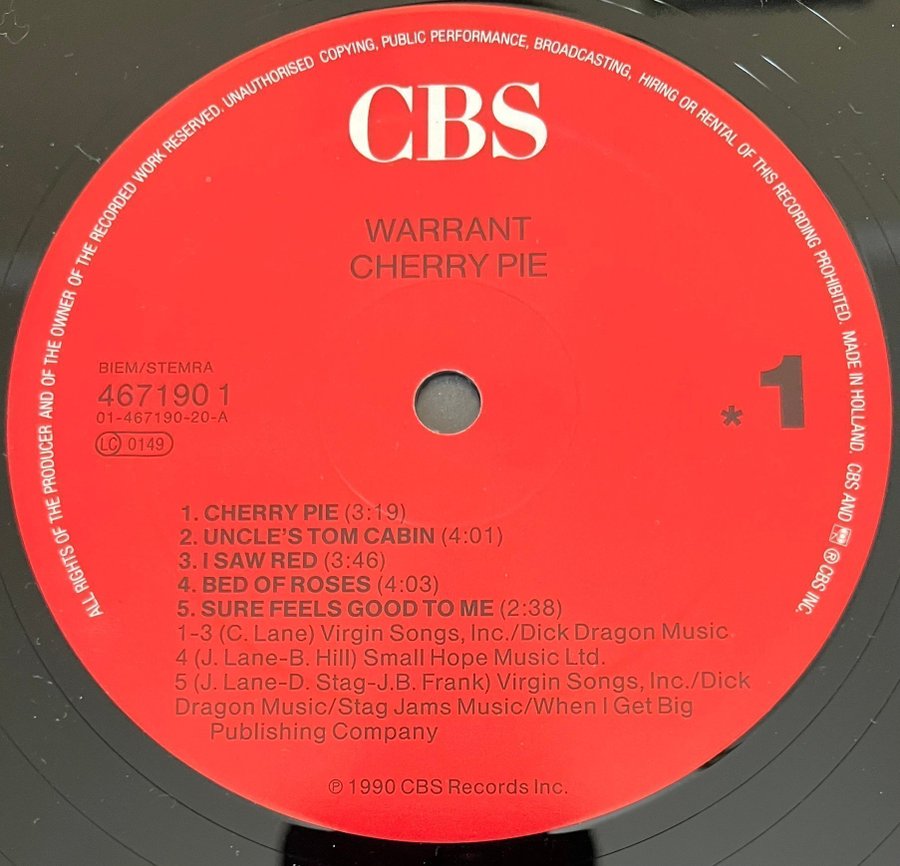 ALL RIGHTS OF THE PRODUCER AND OF THE OWNER OF THE RECORDED WORK RESERVED. UNAUTHORISED COPYING, PUBLIC PERFORMANCE, BROADCASTING, HIRING OR RENTAL OF THIS RECORDING PROHIBITED. MADE IN HOLLAND. CBS AND ℗ CBS INC.
CBS
WARRANT
CHERRY PIE
BIEM/STEMRA
467190 1
01-467190-20-A
LC 0149
* 1
1. CHERRY PIE (3:19)
2. UNCLE'S TOM CABIN (4:01)
3. I SAW RED (3:46)
4. BED OF ROSES (4:03)
5. SURE FEELS GOOD TO ME (2:38)
1-3 (C. Lane) Virgin Songs, Inc./Dick Dragon Music
4 (J. Lane-B. Hill) Small Hope Music Ltd.
5 (J. Lane-D. Stag-J.B. Frank) Virgin Songs, Inc./Dick
Dragon Music/Stag Jams Music/When I Get Big
Publishing Company
℗ 1990 CBS Records Inc.